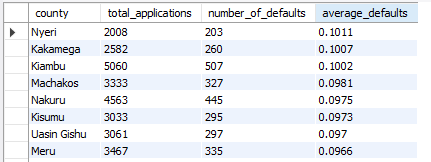 county total_applications number_of_defaults average_defaults
Nyeri 2008 203 0.1011
Kakamega 2582 260 0.1007
Kiambu 5060 507 0.1002
Machakos 3333 327 0.0981
Nakuru 4563 445 0.0975
Kisumu 3033 295 0.0973
Uasin Gishu 3061 297 0.097
Meru 3467 335 0.0966